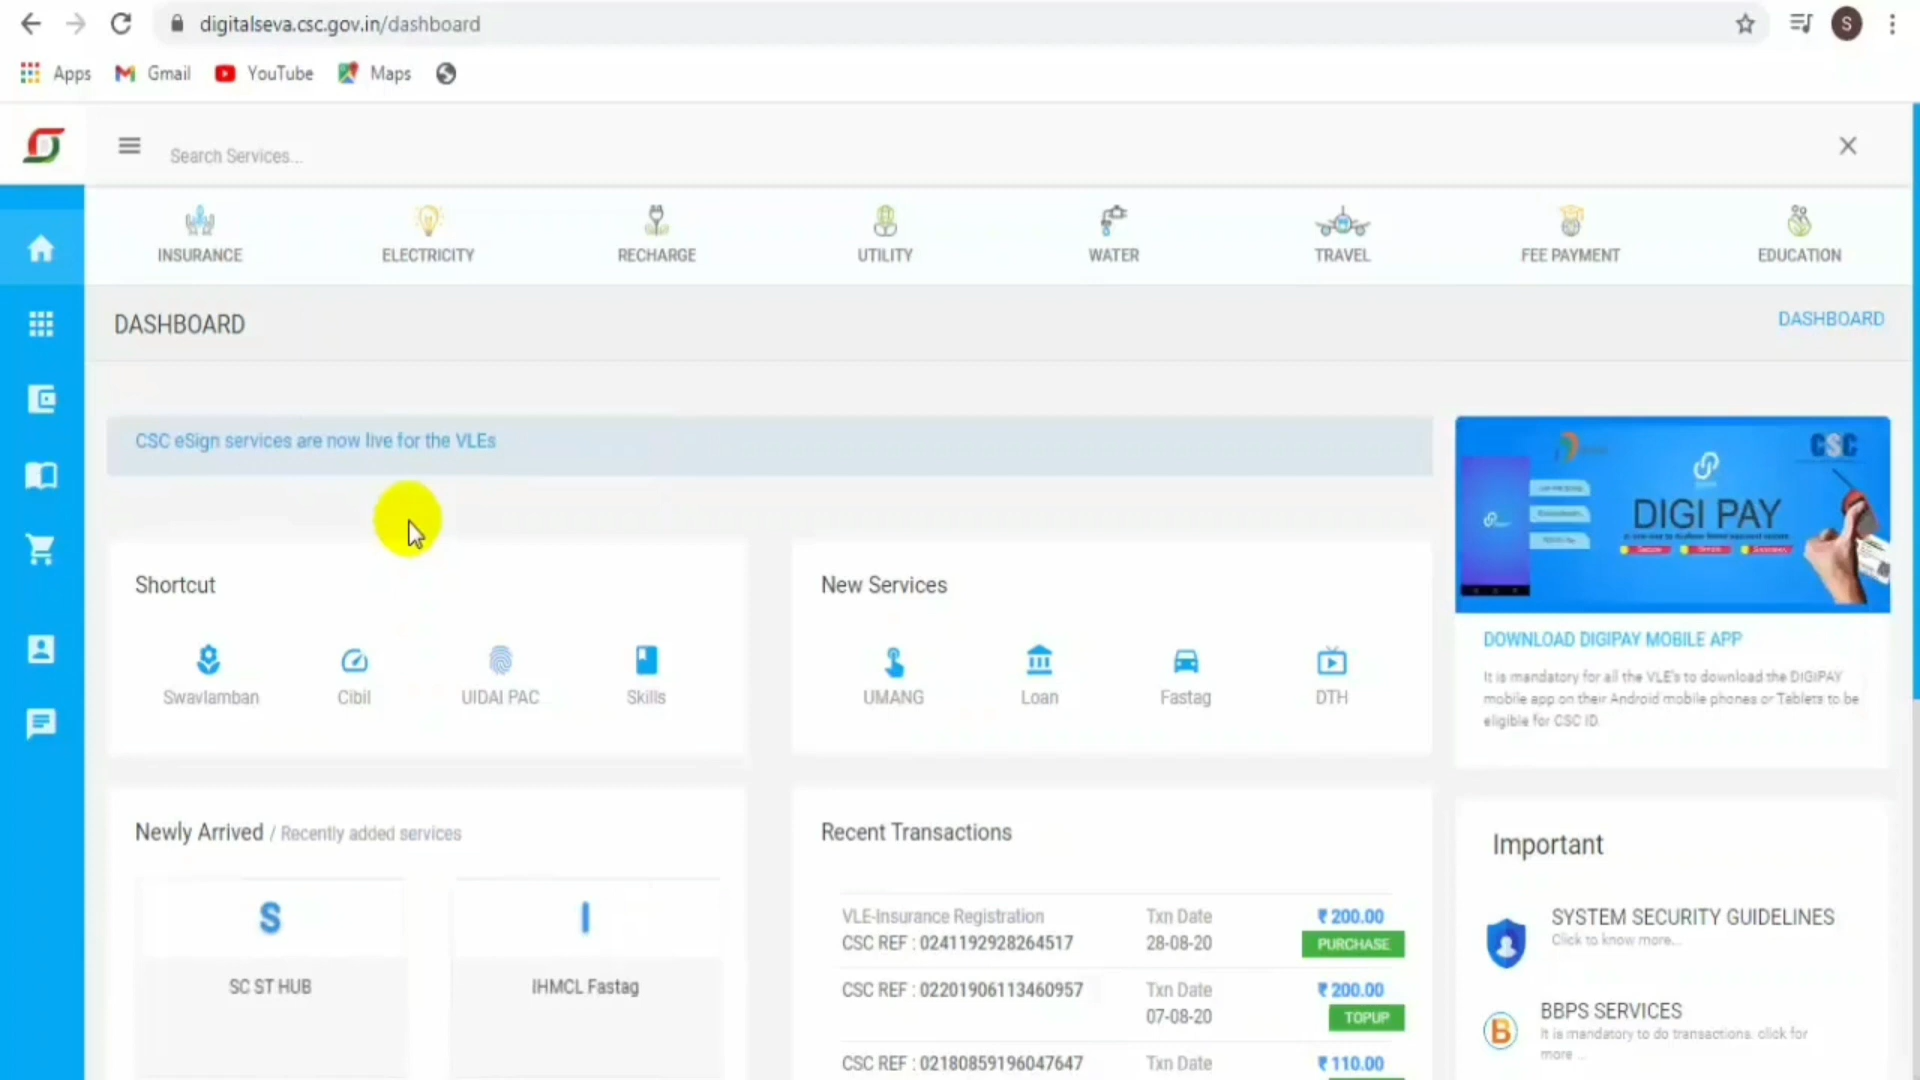 digitalseva.csc.gov.in/dashboard
S
Apps Gmail YouTube Maps
Search Services...
INSURANCE ELECTRICITY RECHARGE UTILITY WATER TRAVEL FEE PAYMENT EDUCATION
DASHBOARD
DASHBOARD
CSC eSign services are now live for the VLEs
CSC
DIGI PAY
Shortcut
Swavlamban Cibil UIDAI PAC Skills
New Services
UMANG Loan Fastag DTH
DOWNLOAD DIGIPAY MOBILE APP
It is mandatory for all the VLE's to download the DIGIPAY
mobile app on their Android mobile phones or Tablets to be
eligible for CSC ID.
Newly Arrived / Recently added services
S
SC ST HUB
I
IHMCL Fastag
Recent Transactions
VLE-Insurance Registration Txn Date ₹ 200.00
CSC REF : 0241192928264517 28-08-20 PURCHASE
CSC REF : 02201906113460957 Txn Date ₹ 200.00
07-08-20 TOPUP
CSC REF : 02180859196047647 Txn Date ₹ 110.00
Important
SYSTEM SECURITY GUIDELINES
Click to know more...
B
BBPS SERVICES
It is mandatory to do transactions. click for
more ...